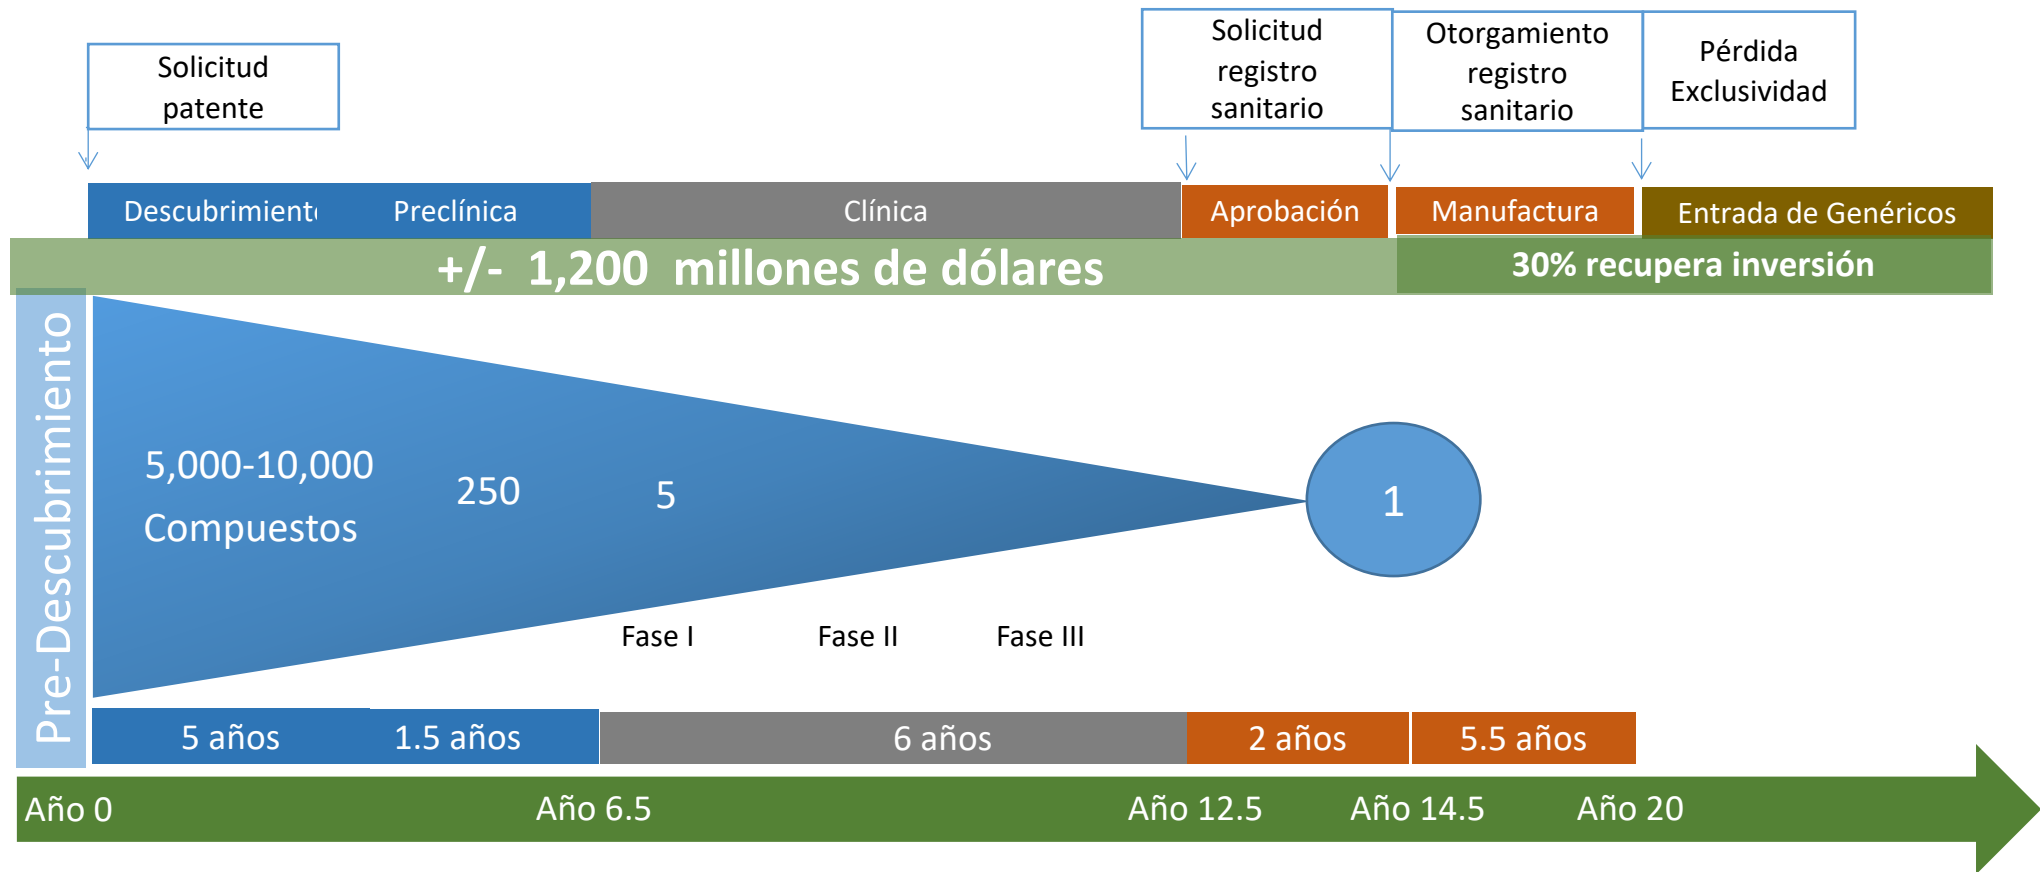 Solicitud
patente
Solicitud
registro
sanitario
Otorgamiento
registro
sanitario
Pérdida
Exclusividad
Descubrimient
Preclínica
Clínica
Aprobación
Manufactura
Entrada de Genéricos
+/- 1,200 millones de dólares
30% recupera inversión
Pre-Descubrimiento
5,000-10,000
Compuestos
250
5
1
Fase I
Fase II
Fase III
5 años
1.5 años
6 años
2 años
5.5 años
Año 0
Año 6.5
Año 12.5
Año 14.5
Año 20